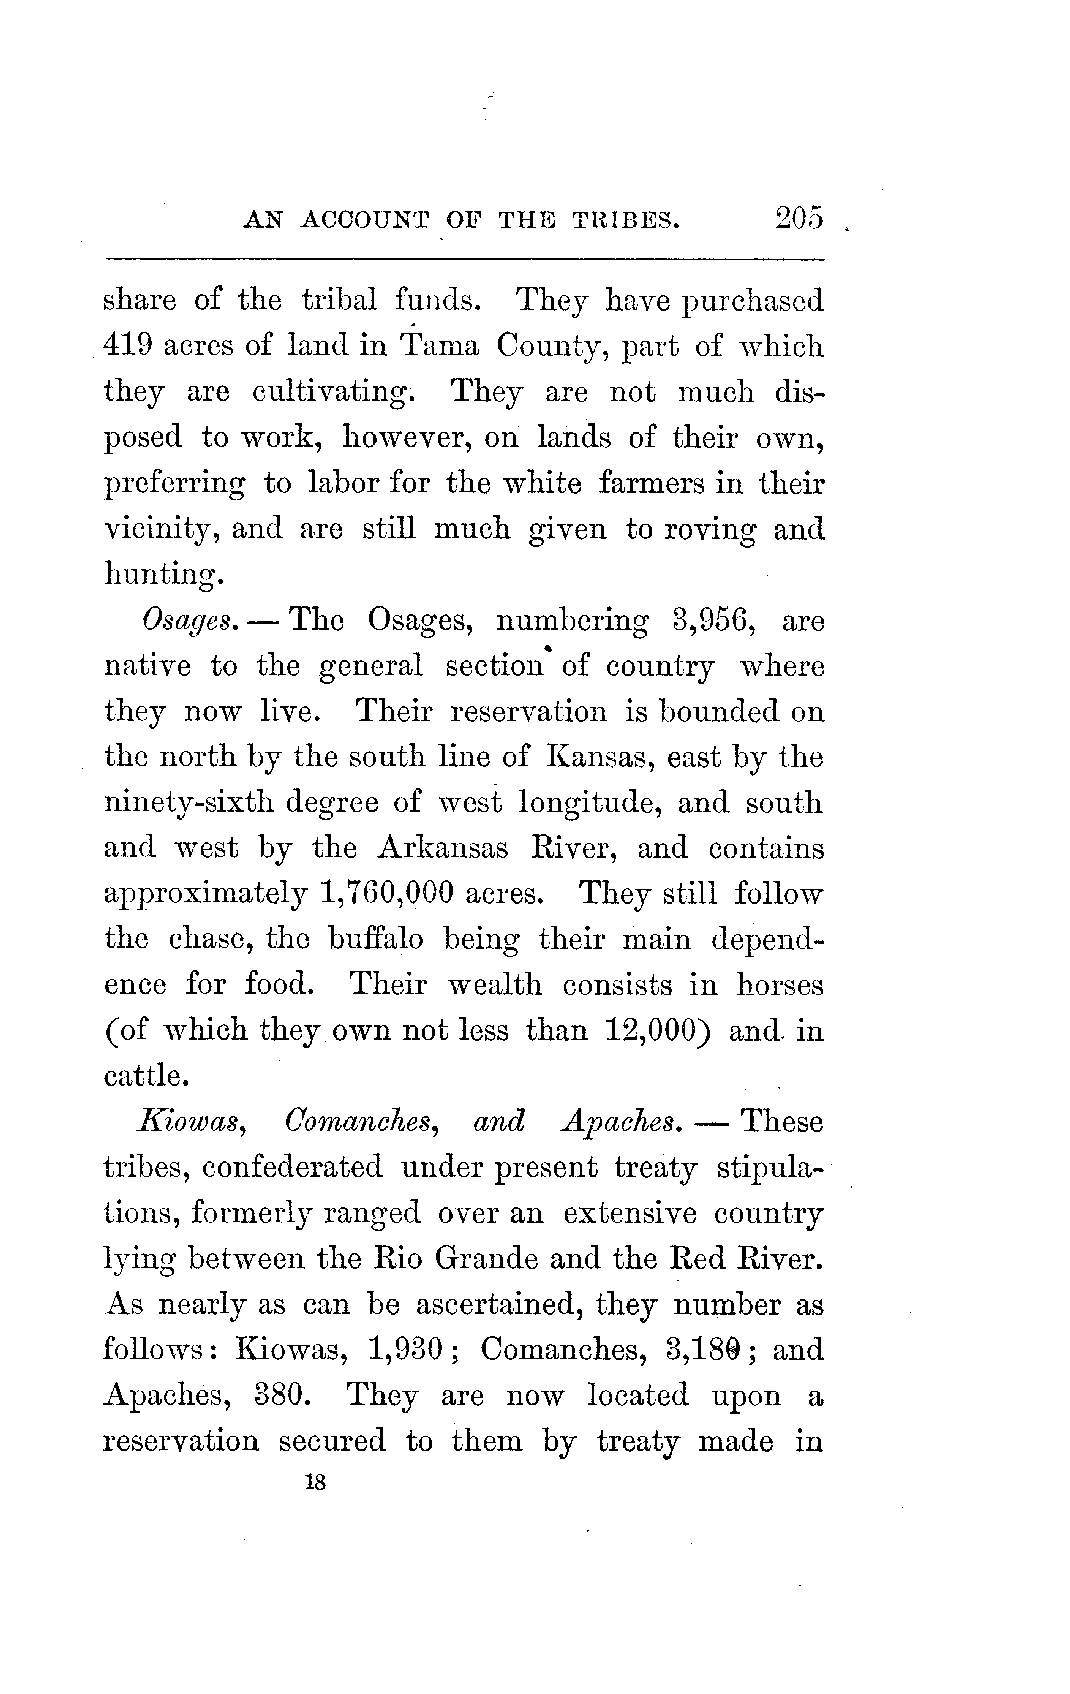 AN ACCOUNT OF THE TRIBES. 205
share of the tribal funds. They have purchased
419 acres of land in Tama County, part of which
they are cultivating. They are not much dis-
posed to work, however, on lands of their own,
preferring to labor for the white farmers in their
vicinity, and are still much given to roving and
hunting.
Osages. — The Osages, numbering 3,956, are
native to the general section of country where
they now live. Their reservation is bounded on
the north by the south line of Kansas, east by the
ninety-sixth degree of west longitude, and south
and west by the Arkansas River, and contains
approximately 1,760,000 acres. They still follow
the chase, the buffalo being their main depend-
ence for food. Their wealth consists in horses
(of which they own not less than 12,000) and in
cattle.
Kiowas, Comanches, and Apaches. — These
tribes, confederated under present treaty stipula-
tions, formerly ranged over an extensive country
lying between the Rio Grande and the Red River.
As nearly as can be ascertained, they number as
follows: Kiowas, 1,930; Comanches, 3,180; and
Apaches, 380. They are now located upon a
reservation secured to them by treaty made in
18